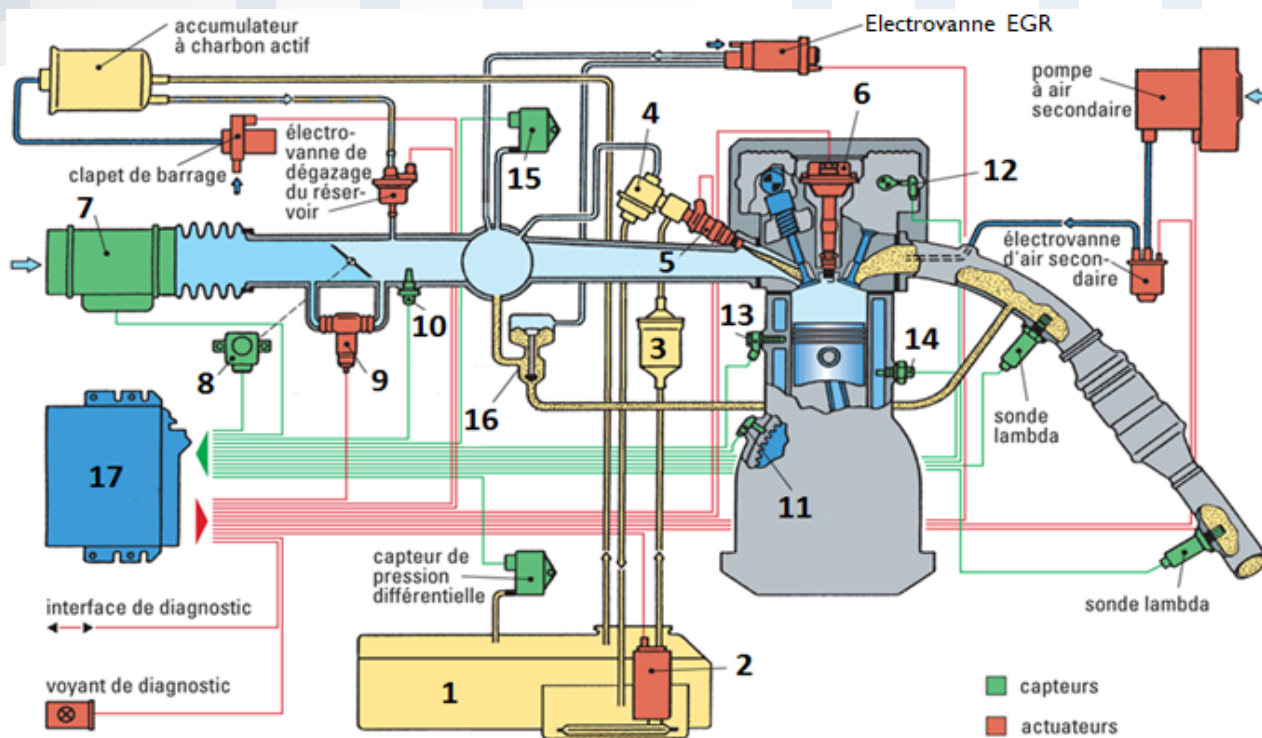 accumulateur
à charbon actif
Electrovanne EGR
pompe
à air
secondaire
4
6
15
électro-
vanne de
dégazage
du réser-
voir
clapet de barrage
12
7
5
électrovanne
d'air secon-
daire
10
13
3
14
8
9
16
sonde
lambda
17
11
capteur de
pression
différentielle
interface de diagnostic
sonde lambda
2
1
voyant de diagnostic
capteurs
actuateurs